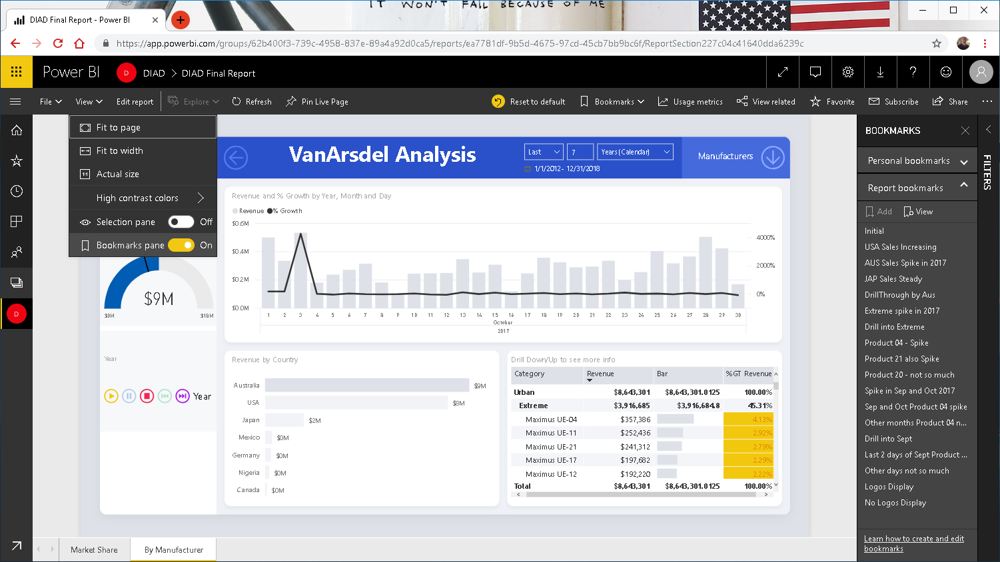 IT WON'T FAIL BECAUSE OF ME
DIAD Final Report - Power BI
https://app.powerbi.com/groups/62b400f3-739c-4958-837e-89a4a92d0ca5/reports/ea7781df-9b5d-4675-97cd-45cb7bb9bc6f/ReportSection227c04c41640dda6239c
Power BI D DIAD DIAD Final Report
File View Edit report Explore Refresh Pin Live Page Reset to default Bookmarks Usage metrics View related Favorite Subscribe Share
Fit to page
Fit to width
Actual size
High contrast colors
Selection pane Off
Bookmarks pane On
D
VanArsdel Analysis
Last 7 Years (Calendar)
1/1/2012 - 12/31/2018
Manufacturers
Revenue and % Growth by Year, Month and Day
Revenue % Growth
$0.6M
$0.4M
$0.2M
$0.0M
4000%
2000%
0%
1 2 3 4 5 6 7 8 9 10 11 12 13 14 15 16 17 18 19 20 21 22 23 24 25 26 27 28 29 30
October
2017
$9M
$0M $18M
Year
Year
Revenue by Country
Australia $9M
USA $8M
Japan $2M
Mexico $0M
Germany $0M
Nigeria $0M
Canada $0M
Drill Down/Up to see more info
Category Revenue Bar %GT Revenue
Urban $8,643,301 $8,643,301.0125 100.00%
Extreme $3,916,685 $3,916,684.8 45.31%
Maximus UE-04 $357,386 4.13%
Maximus UE-11 $252,436 2.92%
Maximus UE-21 $241,312 2.79%
Maximus UE-17 $197,682 2.29%
Maximus UE-12 $192,220 2.22%
Total $8,643,301 $8,643,301.0125 100.00%
Market Share By Manufacturer
BOOKMARKS
Personal bookmarks
Report bookmarks
Add View
Initial
USA Sales Increasing
AUS Sales Spike in 2017
JAP Sales Steady
DrillThrough by Aus
Extreme spike in 2017
Drill into Extreme
Product 04 - Spike
Product 21 also Spike
Product 20 - not so much
Spike in Sep and Oct 2017
Sep and Oct Product 04 spike
Other months Product 04 n...
Drill into Sept
Last 2 days of Sept Product ...
Other days not so much
Logos Display
No Logos Display
Learn how to create and edit
bookmarks
FILTERS